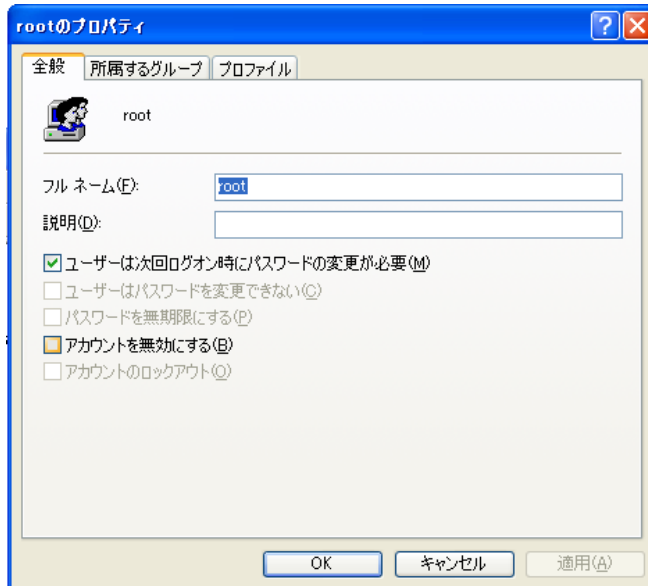 rootのプロパティ
全般 所属するグループ プロファイル
root
フル ネーム(F): root
説明(D):
ユーザーは次回ログオン時にパスワードの変更が必要(M)
ユーザーはパスワードを変更できない(C)
パスワードを無期限にする(P)
アカウントを無効にする(B)
アカウントのロックアウト(O)
OK キャンセル 適用(A)